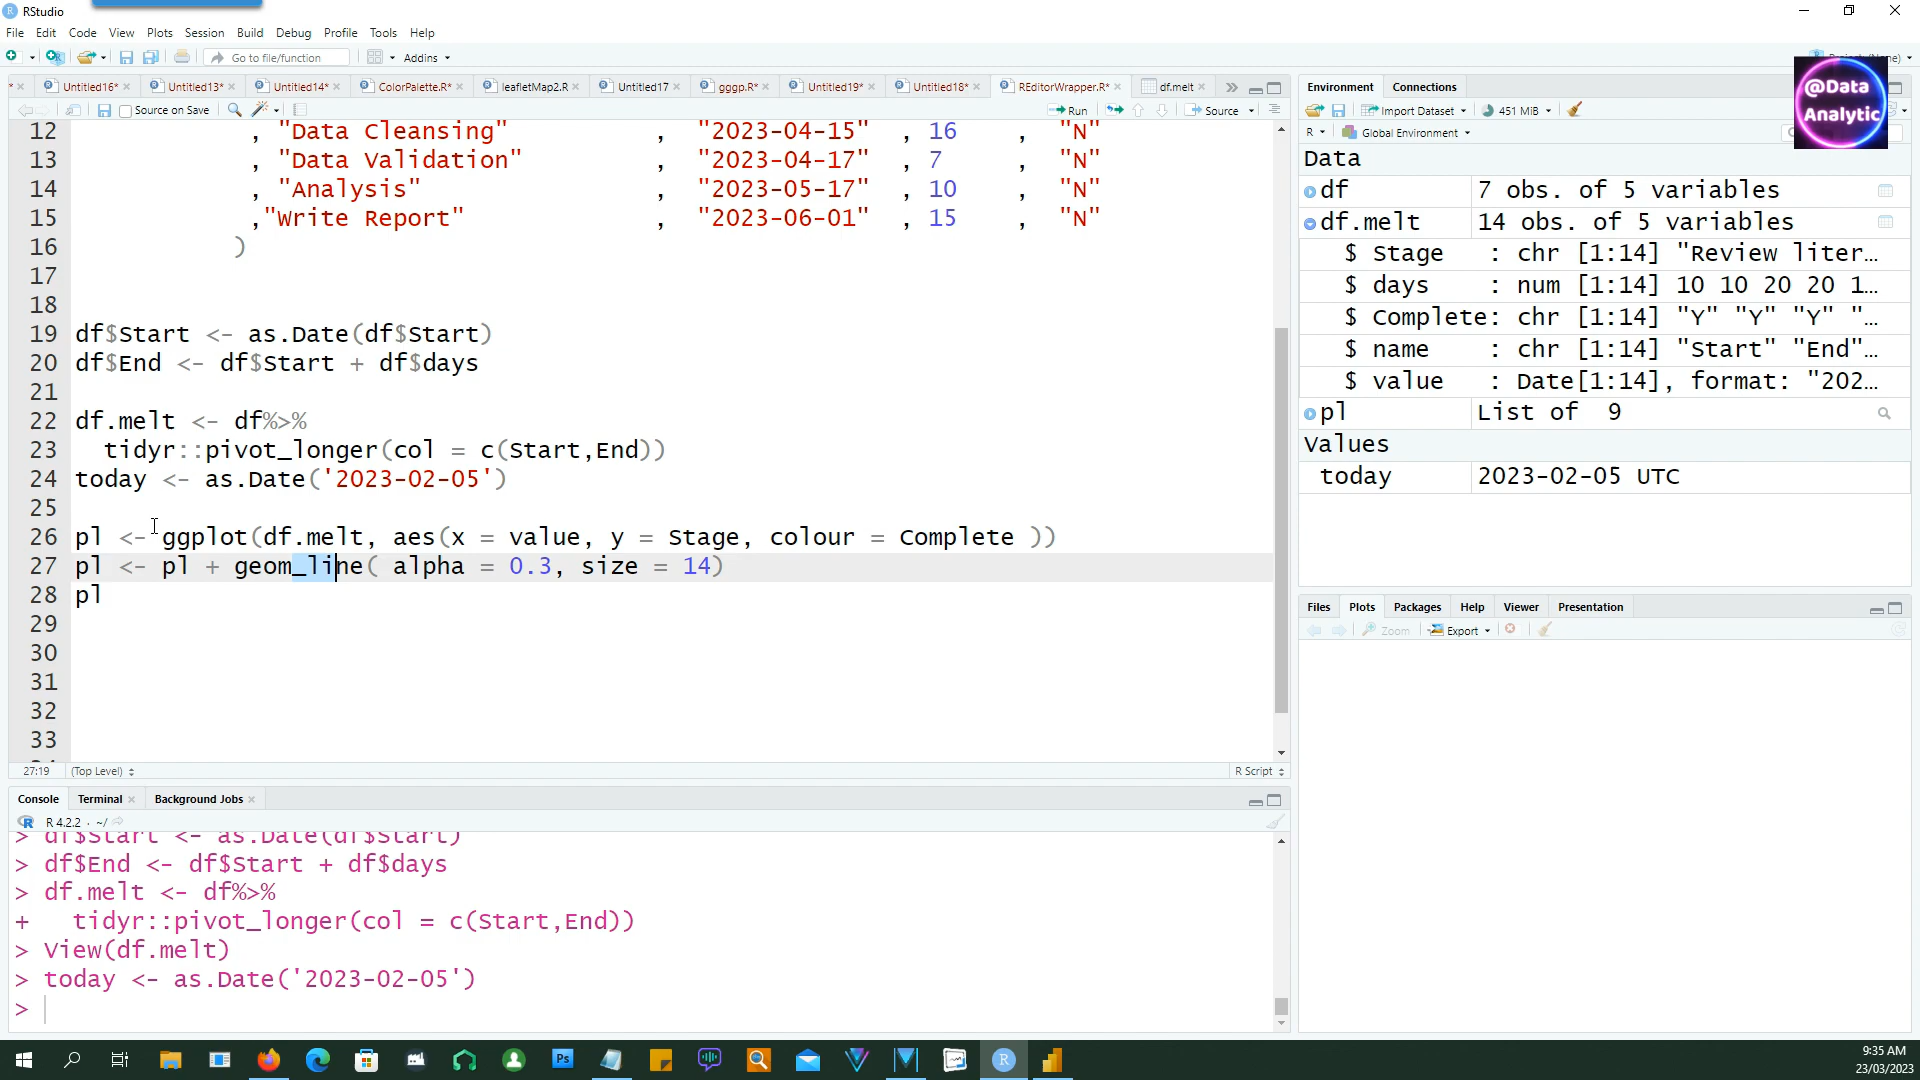 RStudio
File Edit Code View Plots Session Build Debug Profile Tools Help
Go to file/function Addins
Untitled16* Untitled13* Untitled14* ColorPalette.R* leafletMap2.R Untitled17 gggp.R* Untitled19* Untitled18* REditorWrapper.R* df.melt
Source on Save Run Source
12 , "Data Cleansing" , "2023-04-15" , 16 , "N"
13 , "Data Validation" , "2023-04-17" , 7 , "N"
14 , "Analysis" , "2023-05-17" , 10 , "N"
15 ,"Write Report" , "2023-06-01" , 15 , "N"
16 )
17
18
19 df$Start <- as.Date(df$Start)
20 df$End <- df$Start + df$days
21
22 df.melt <- df%>%
23 tidyr::pivot_longer(col = c(Start,End))
24 today <- as.Date('2023-02-05')
25
26 pl <- ggplot(df.melt, aes(x = value, y = Stage, colour = Complete ))
27 pl <- pl + geom_line( alpha = 0.3, size = 14)
28 pl
29
30
31
32
33
27:19 (Top Level) R Script
Console Terminal Background Jobs
R 4.2.2 · ~/
> df$Start <- as.Date(df$Start)
> df$End <- df$Start + df$days
> df.melt <- df%>%
+ tidyr::pivot_longer(col = c(Start,End))
> View(df.melt)
> today <- as.Date('2023-02-05')
>
Environment Connections
Import Dataset 451 MiB
R Global Environment
@Data
Analytic
Data
df 7 obs. of 5 variables
df.melt 14 obs. of 5 variables
$ Stage : chr [1:14] "Review liter…
$ days : num [1:14] 10 10 20 20 1…
$ Complete: chr [1:14] "Y" "Y" "Y" "…
$ name : chr [1:14] "Start" "End"…
$ value : Date[1:14], format: "202…
pl List of 9
Values
today 2023-02-05 UTC
Files Plots Packages Help Viewer Presentation
Zoom Export
Ps
R
9:35 AM
23/03/2023